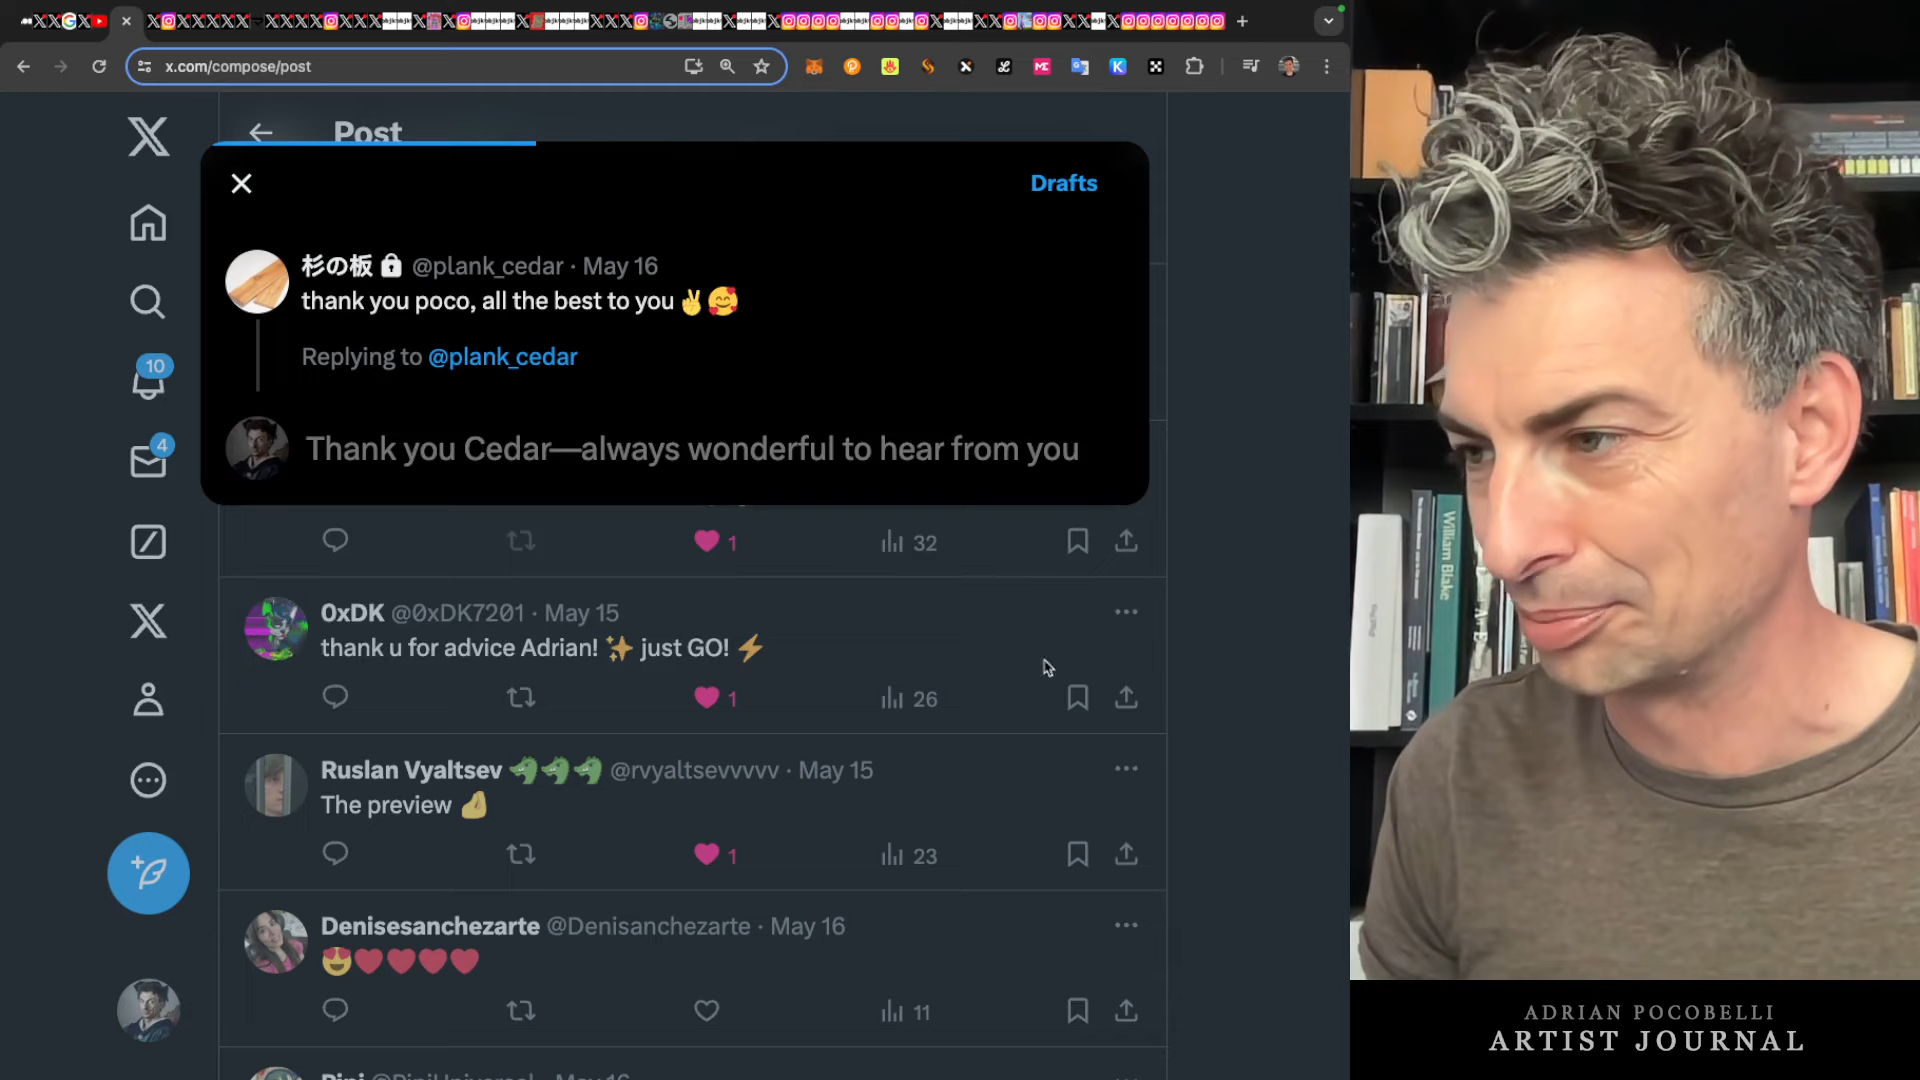 x.com/compose/post
Post
Drafts
杉の板 @plank_cedar · May 16
thank you poco, all the best to you ✌️🥰
Replying to @plank_cedar
Thank you Cedar—always wonderful to hear from you
10
4
1
32
0xDK @0xDK7201 · May 15
thank u for advice Adrian! ✨ just GO! ⚡
1
26
Ruslan Vyaltsev 🐲🐲🐲 @rvyaltsevvvvv · May 15
The preview 🤌
1
23
Denisesanchezarte @Denisanchezarte · May 16
😍❤️❤️❤️❤️
11
William Blake
ADRIAN POCOBELLI
ARTIST JOURNAL